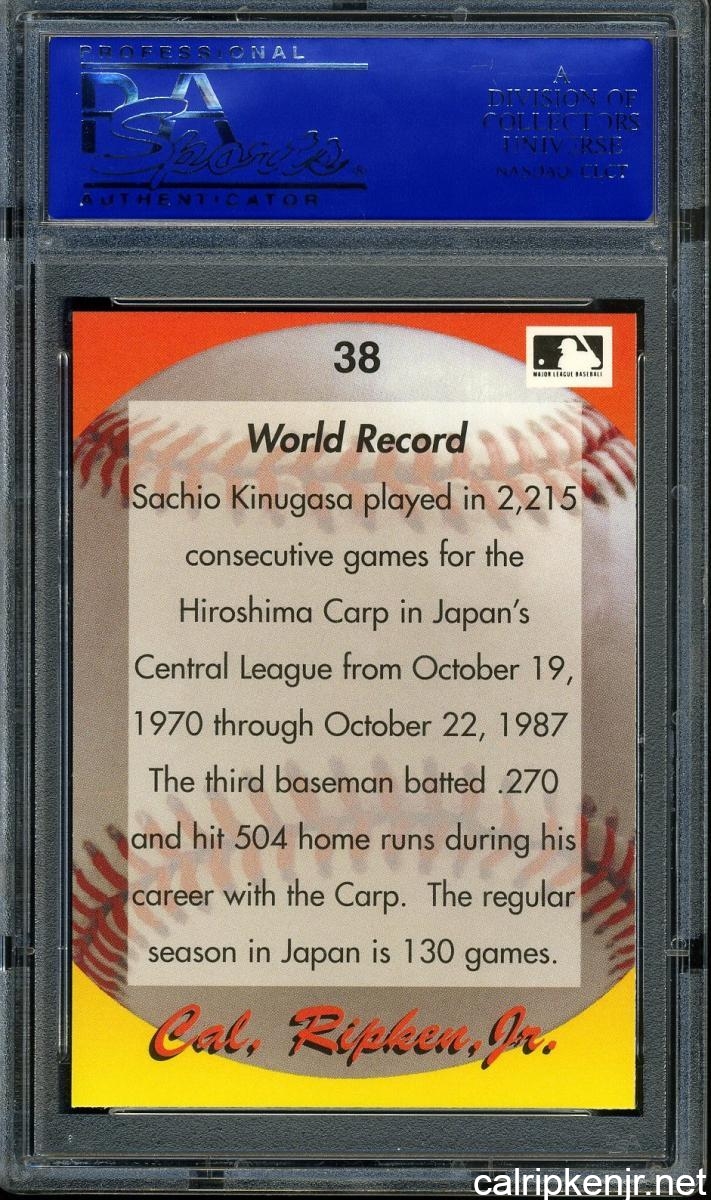 PROFESSIONAL
PSA
Sports
AUTHENTICATOR
A
DIVISION OF
COLLECTORS
UNIVERSE
NASDAQ: CLCT
38
MAJOR LEAGUE BASEBALL
World Record
Sachio Kinugasa played in 2,215
consecutive games for the
Hiroshima Carp in Japan's
Central League from October 19,
1970 through October 22, 1987
The third baseman batted .270
and hit 504 home runs during his
career with the Carp. The regular
season in Japan is 130 games.
Cal, Ripken, Jr.
calripkenjr.net